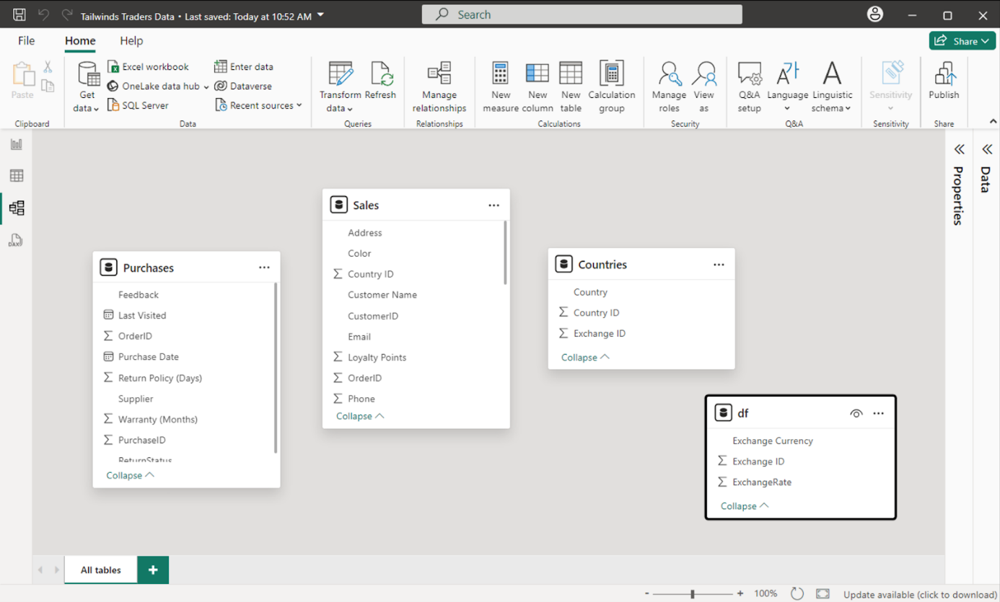 Tailwinds Traders Data • Last saved: Today at 10:52 AM
Search
File
Home
Help
Share
Paste
Clipboard
Get data
Excel workbook
OneLake data hub
SQL Server
Enter data
Dataverse
Recent sources
Data
Transform data
Refresh
Queries
Manage relationships
Relationships
New measure
New column
New table
Calculation group
Calculations
Manage roles
View as
Security
Q&A setup
Language
Linguistic schema
Q&A
Sensitivity
Sensitivity
Publish
Share
DAX
Properties
Data
Purchases
Feedback
Last Visited
OrderID
Purchase Date
Return Policy (Days)
Supplier
Warranty (Months)
PurchaseID
ReturnStatus
Collapse
Sales
Address
Color
Country ID
Customer Name
CustomerID
Email
Loyalty Points
OrderID
Phone
Collapse
Countries
Country
Country ID
Exchange ID
Collapse
df
Exchange Currency
Exchange ID
ExchangeRate
Collapse
All tables
+
- + 100%
Update available (click to download)